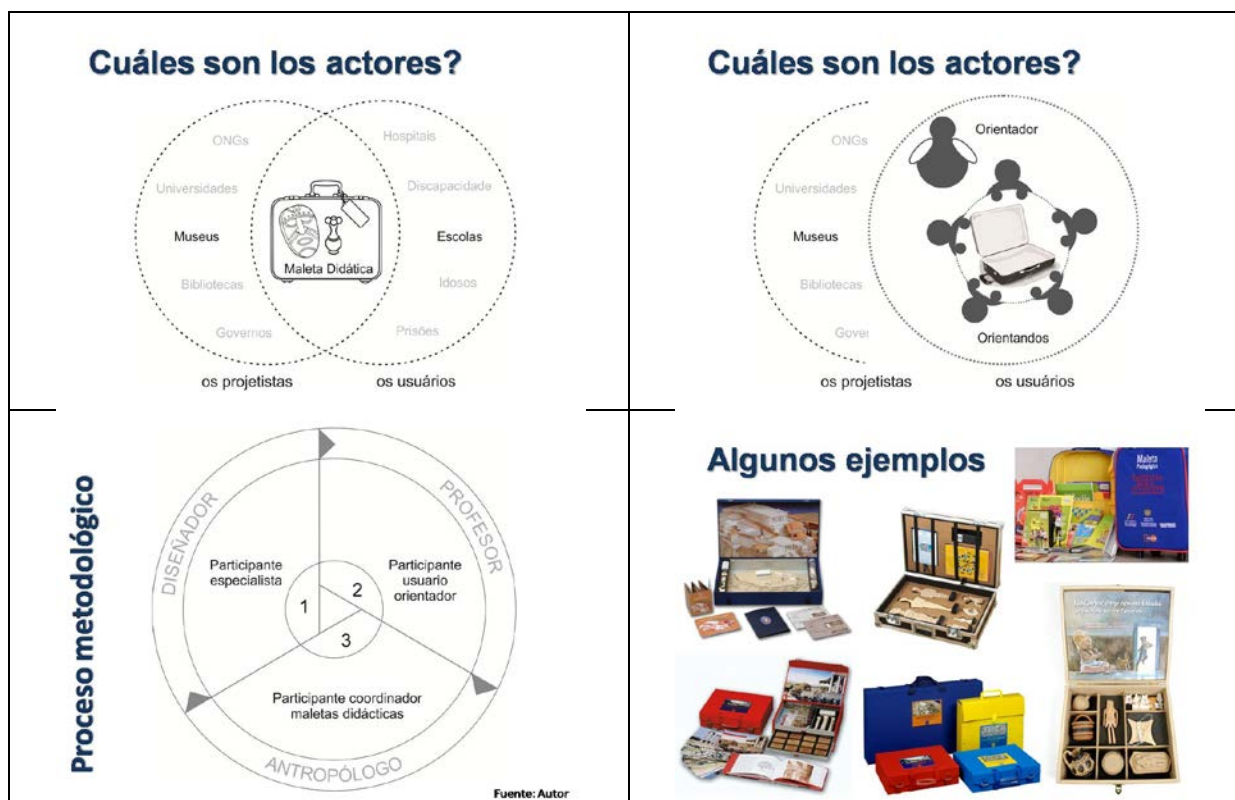 Cuáles son los actores?
ONGs
Hospitais
Universidades
Discapacidade
Museus
Escolas
Maleta Didática
Bibliotecas
Idosos
Governos
Prisões
os projetistas
os usuários
Cuáles son los actores?
ONGs
Orientador
Universidades
Museus
Bibliotecas
Gover
Orientandos
os projetistas
os usuários
Proceso metodológico
DISEÑADOR
PROFESOR
Participante
especialista
Participante
usuario
orientador
1
2
3
Participante coordinador
maletas didácticas
ANTROPÓLOGO
Fuente: Autor
Algunos ejemplos
Maleta
Pedagógica